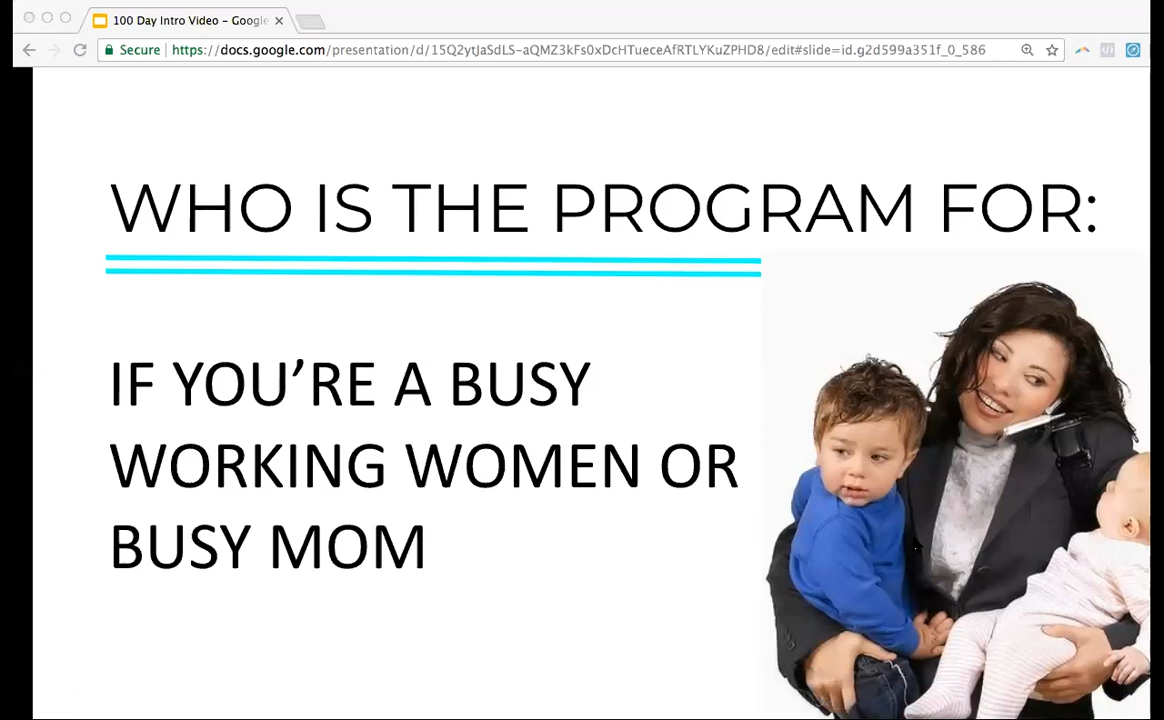 100 Day Intro Video – Google
Secure https://docs.google.com/presentation/d/15Q2ytJaSdLS-aQMZ3kFs0xDcHTueceAfRTLYKuZPHD8/edit#slide=id.g2d599a351f_0_586
WHO IS THE PROGRAM FOR:
IF YOU’RE A BUSY
WORKING WOMEN OR
BUSY MOM